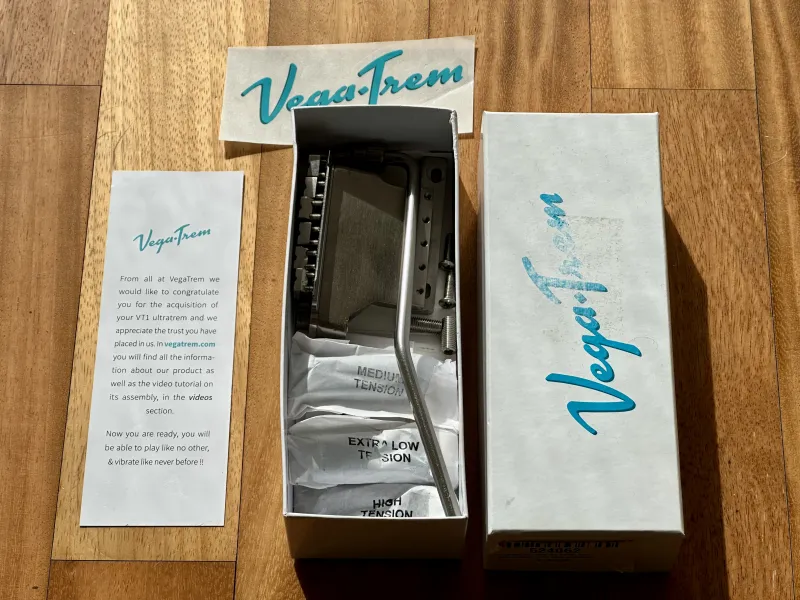 Vega-Trem
Vega-Trem
From all at VegaTrem we
would like to congratulate
you for the acquisition of
your VT1 ultratrem and we
appreciate the trust you have
placed in us. In vegatrem.com
you will find all the informa-
tion about our product as
well as the video tutorial on
its assembly, in the videos
section.
Now you are ready, you will
be able to play like no other,
& vibrate like never before !!
MEDIUM
TENSION
EXTRA LOW
TENSION
HIGH
TENSION
Vega-Trem